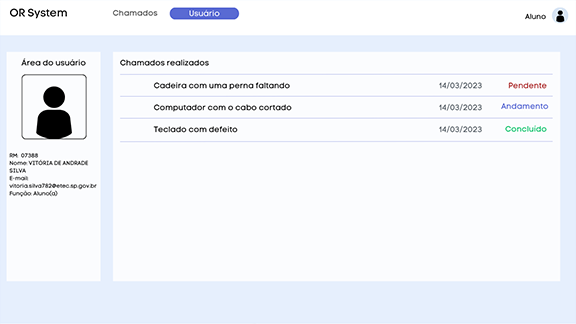 OR System
Chamados
Usuário
Aluno
Área do usuário
RM: 07388
Nome: VITÓRIA DE ANDRADE
SILVA
E-mail:
vitoria.silva782@etec.sp.gov.br
Função: Aluno(a)
Chamados realizados
Cadeira com uma perna faltando 14/03/2023 Pendente
Computador com o cabo cortado 14/03/2023 Andamento
Teclado com defeito 14/03/2023 Concluído